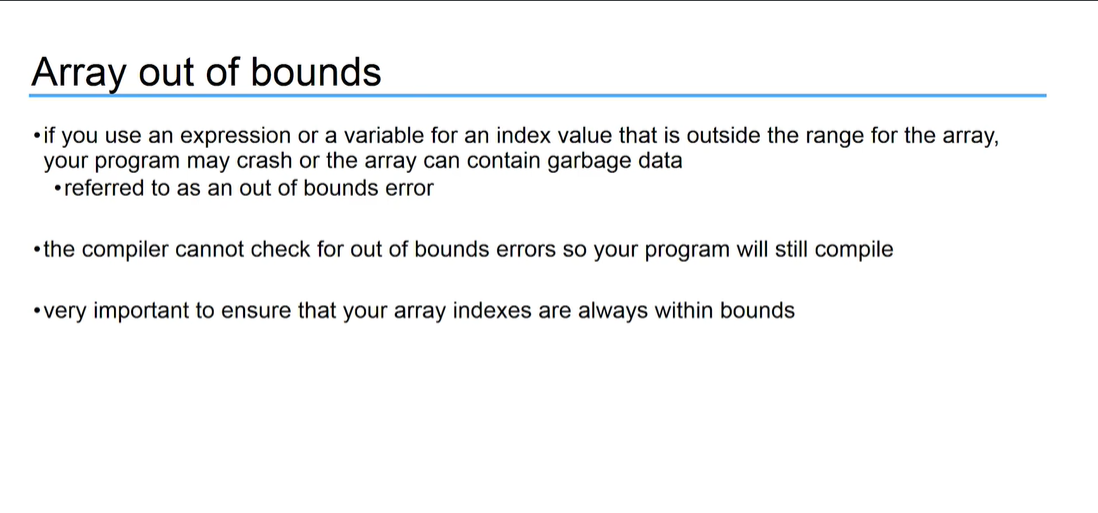 Array out of bounds
•if you use an expression or a variable for an index value that is outside the range for the array,
your program may crash or the array can contain garbage data
•referred to as an out of bounds error
•the compiler cannot check for out of bounds errors so your program will still compile
•very important to ensure that your array indexes are always within bounds